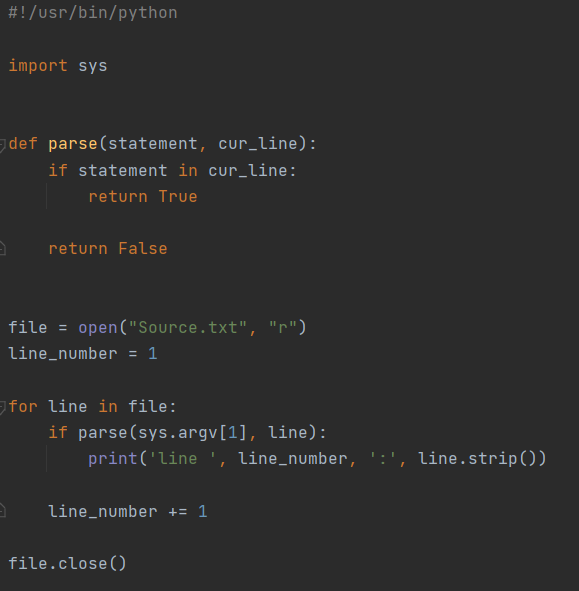 #!/usr/bin/python
import sys
def parse(statement, cur_line):
    if statement in cur_line:
        return True
    return False
file = open("Source.txt", "r")
line_number = 1
for line in file:
    if parse(sys.argv[1], line):
        print('line ', line_number, ':', line.strip())
    line_number += 1
file.close()